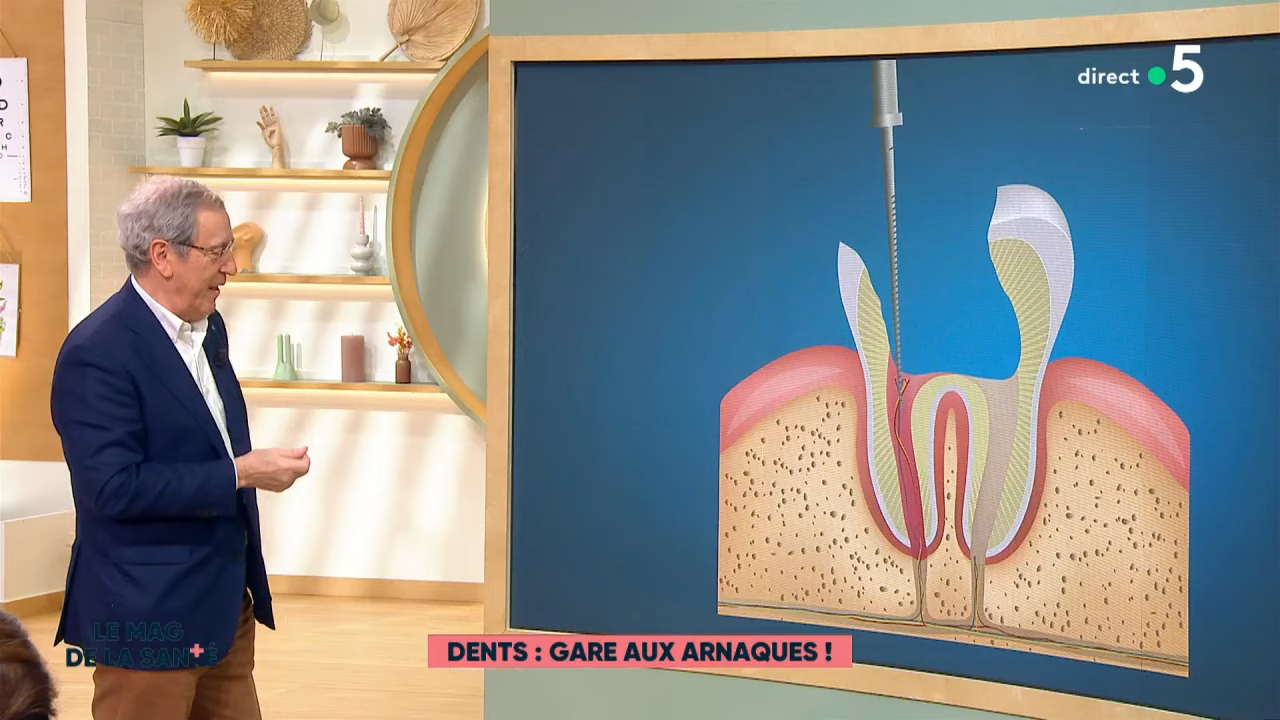 direct 5
D
R
C
H
LE MAG
DE LA SANTÉ
DENTS : GARE AUX ARNAQUES !